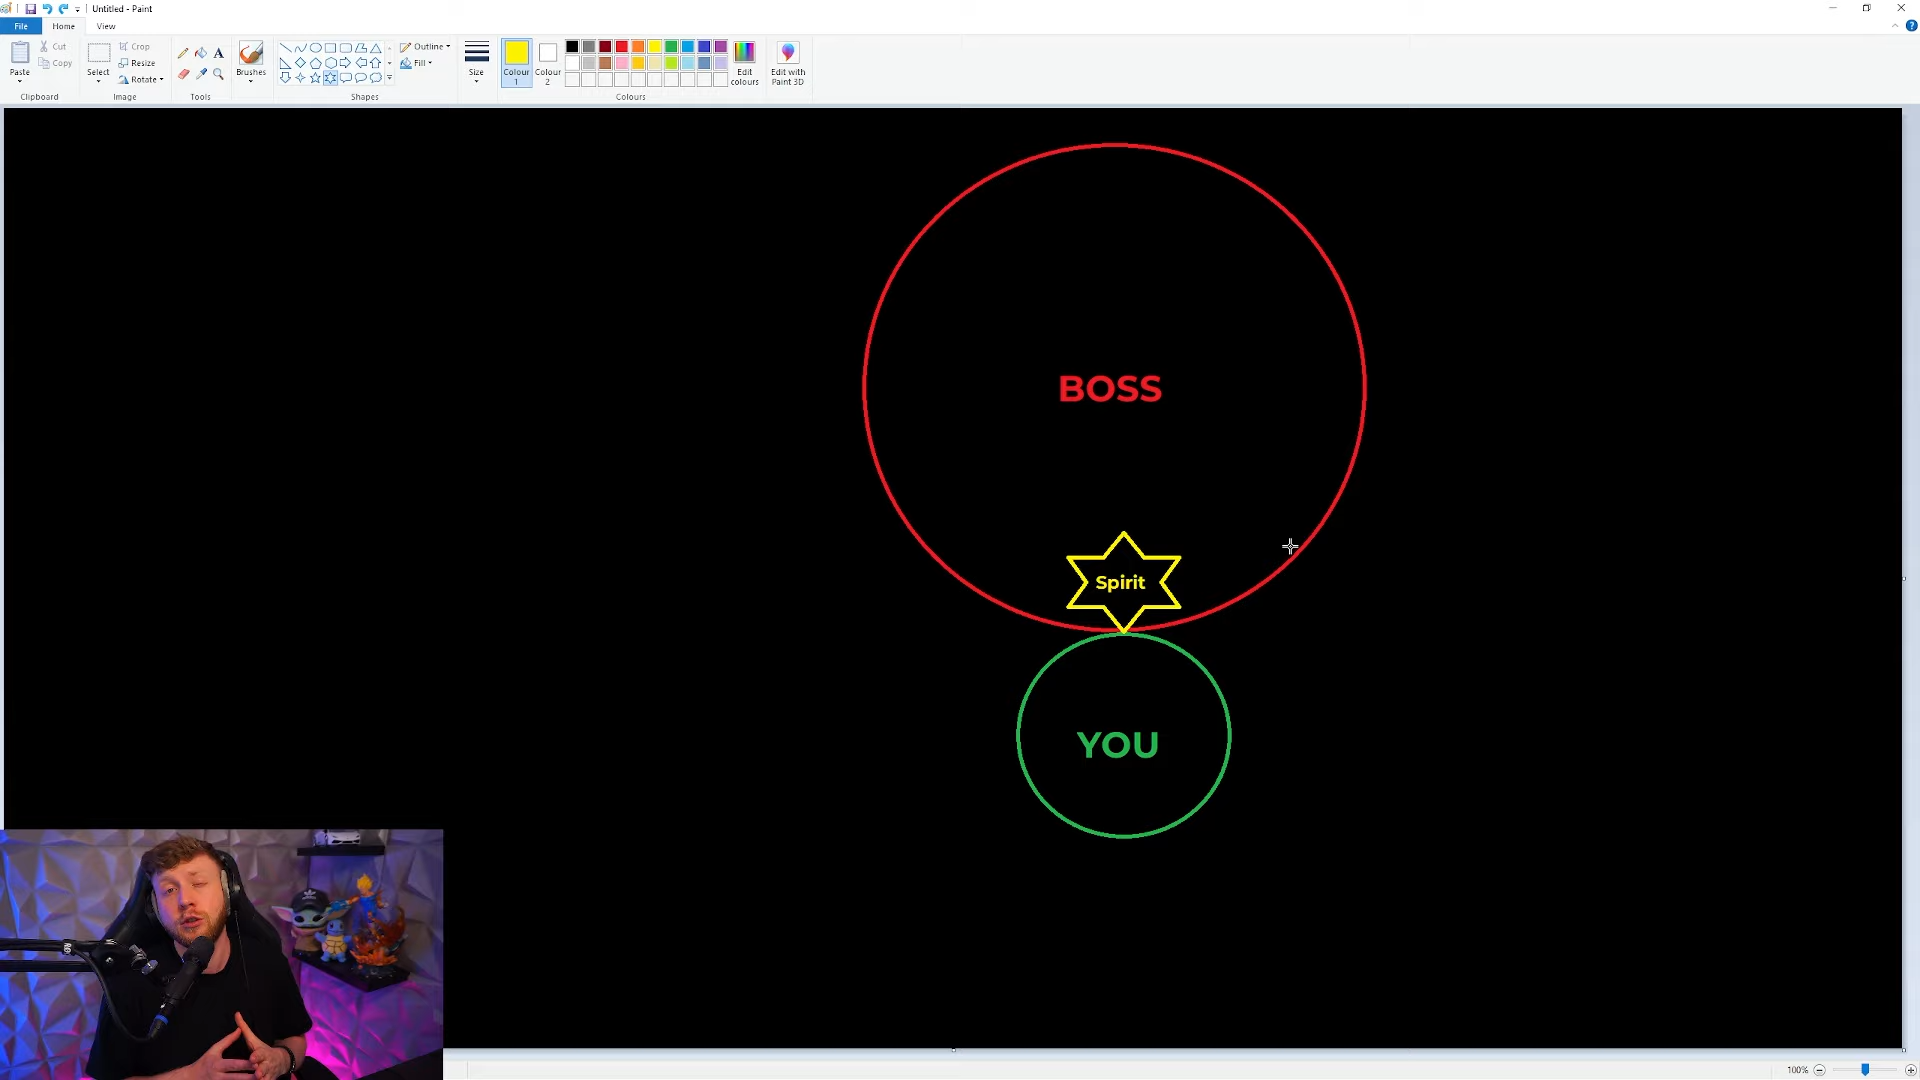 Untitled - Paint
File
Home
View
Paste
Cut
Copy
Clipboard
Select
Crop
Resize
Rotate
Image
Tools
Brushes
Shapes
Outline
Fill
Size
Colour 1
Colour 2
Colours
Edit colours
Edit with Paint 3D
BOSS
Spirit
YOU
100%